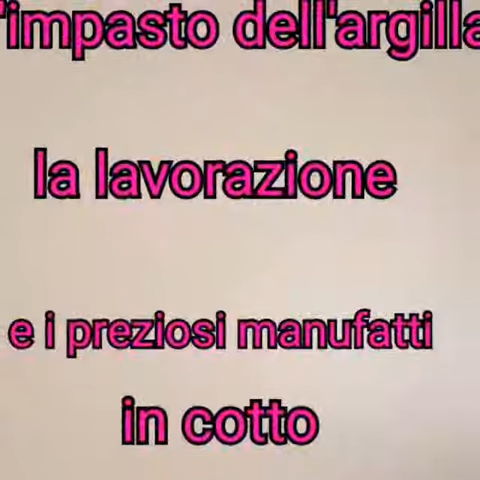 'impasto dell'argilla
la lavorazione
e i preziosi manufatti
in cotto